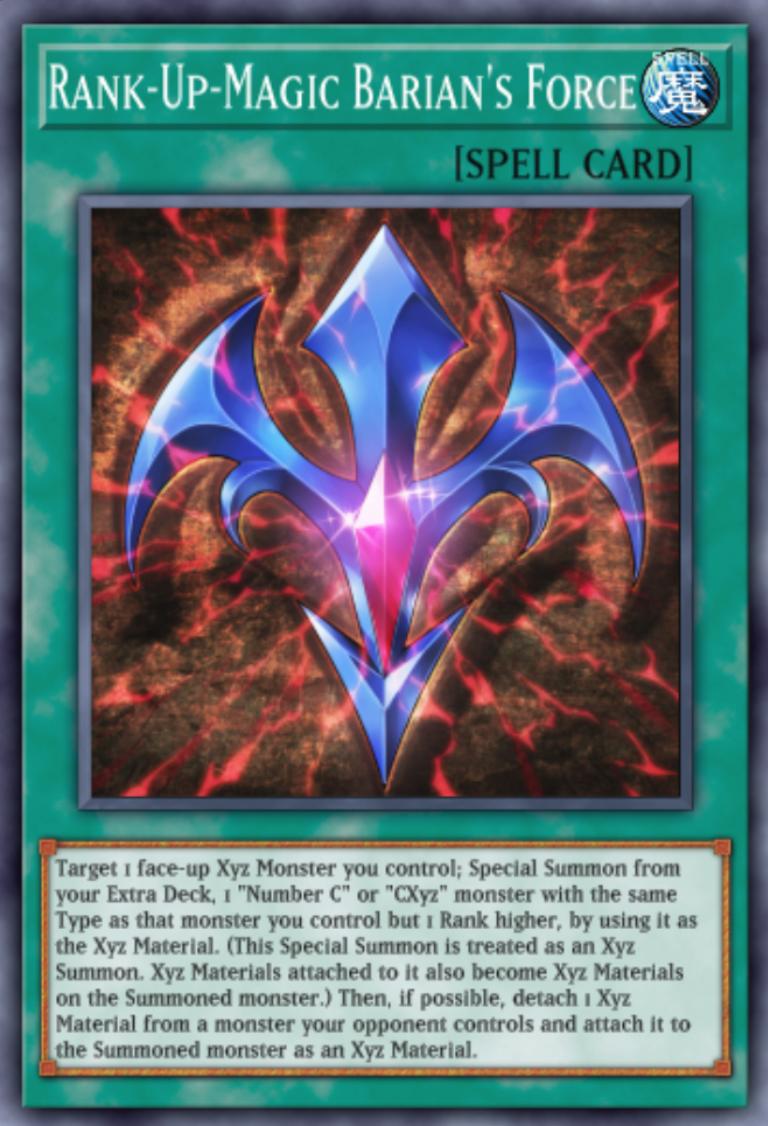 RANK-UP-MAGIC BARIAN'S FORCE
SPELL
魔
[SPELL CARD]
Target 1 face-up Xyz Monster you control; Special Summon from
your Extra Deck, 1 "Number C" or "CXyz" monster with the same
Type as that monster you control but 1 Rank higher, by using it as
the Xyz Material. (This Special Summon is treated as an Xyz
Summon. Xyz Materials attached to it also become Xyz Materials
on the Summoned monster.) Then, if possible, detach 1 Xyz
Material from a monster your opponent controls and attach it to
the Summoned monster as an Xyz Material.